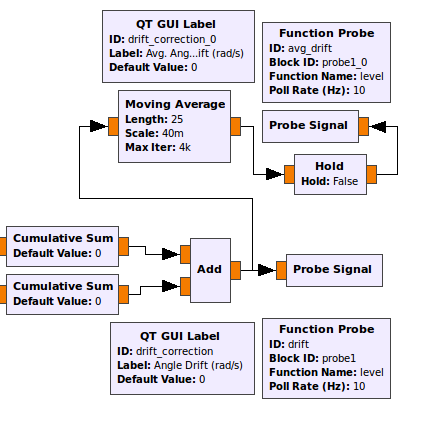 QT GUI Label
ID: drift_correction_0
Label: Avg. Ang...ift (rad/s)
Default Value: 0
Function Probe
ID: avg_drift
Block ID: probe1_0
Function Name: level
Poll Rate (Hz): 10
Moving Average
Length: 25
Scale: 40m
Max Iter: 4k
Probe Signal
Hold
Hold: False
Cumulative Sum
Default Value: 0
Cumulative Sum
Default Value: 0
Add
Probe Signal
QT GUI Label
ID: drift_correction
Label: Angle Drift (rad/s)
Default Value: 0
Function Probe
ID: drift
Block ID: probe1
Function Name: level
Poll Rate (Hz): 10